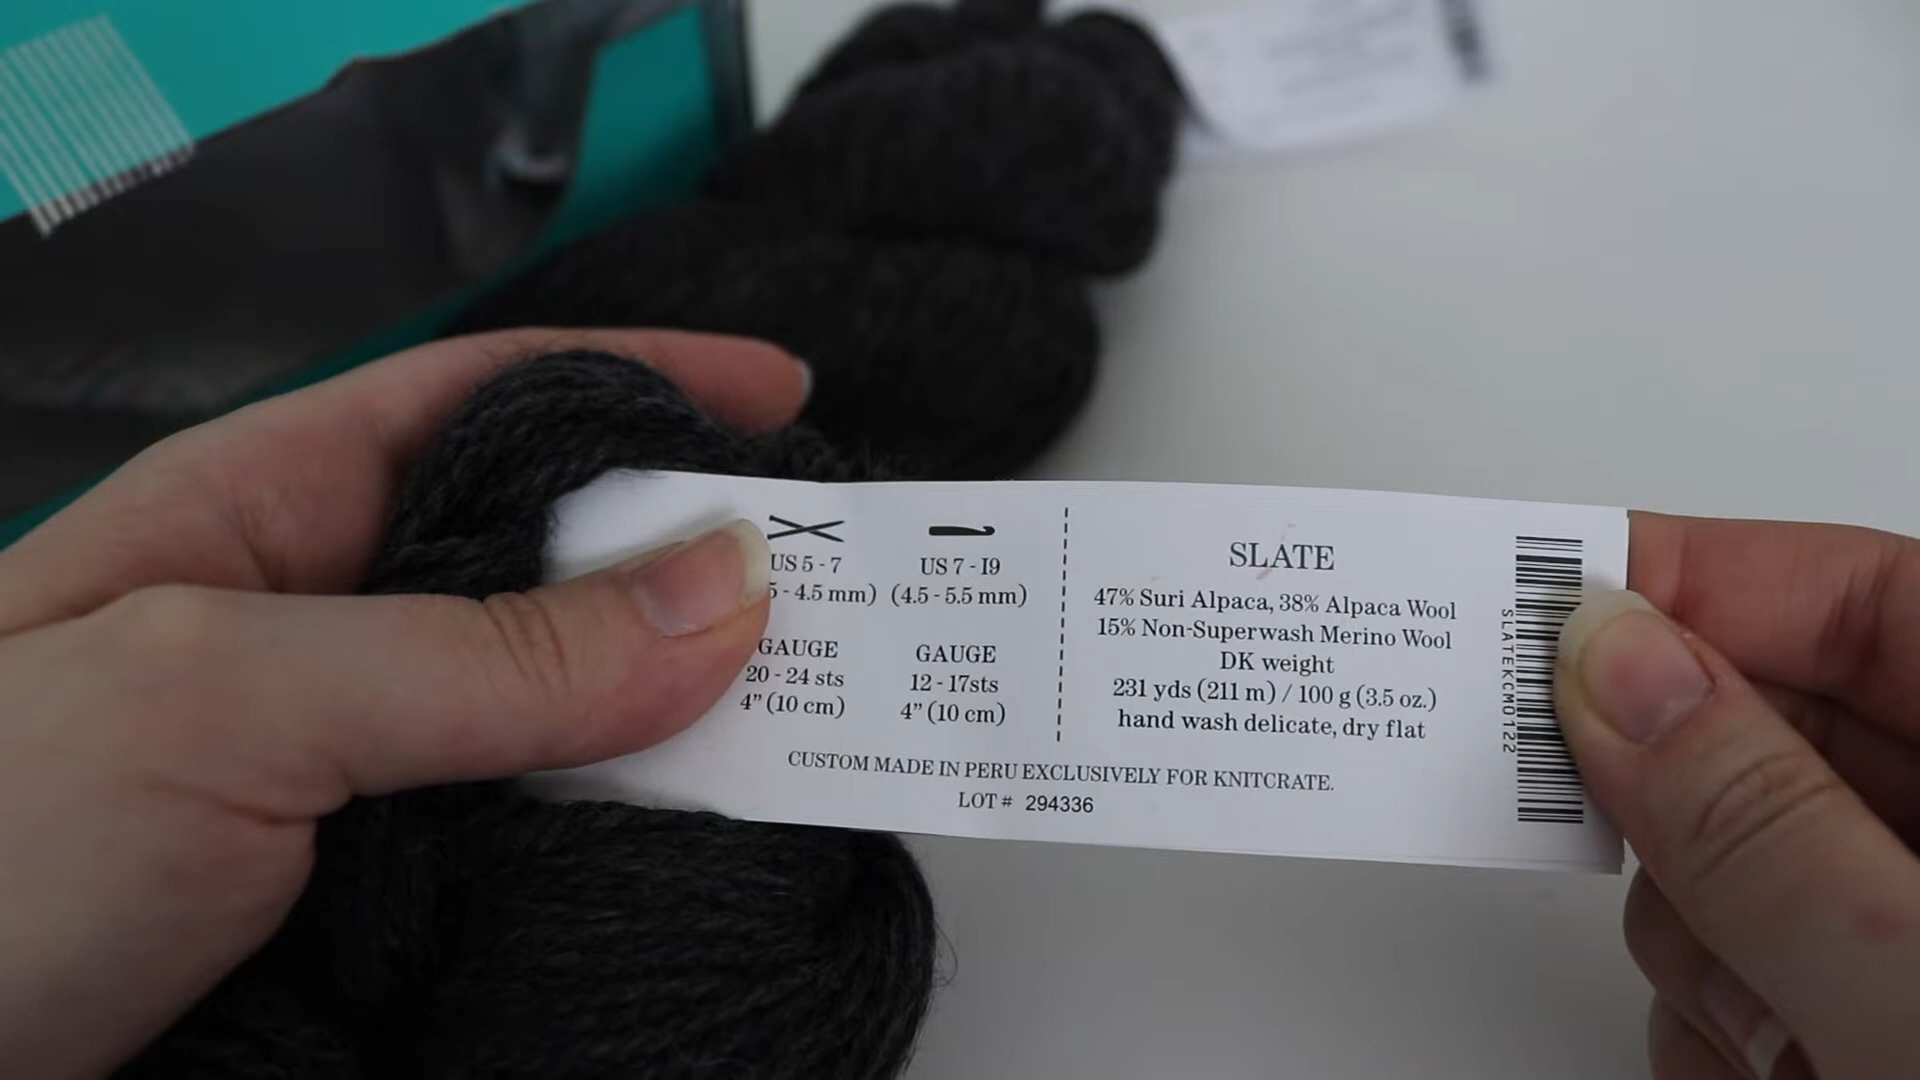 US 5 - 7
5 - 4.5 mm)
GAUGE
20 - 24 sts
4” (10 cm)
US 7 - I9
(4.5 - 5.5 mm)
GAUGE
12 - 17sts
4” (10 cm)
SLATE
47% Suri Alpaca, 38% Alpaca Wool
15% Non-Superwash Merino Wool
DK weight
231 yds (211 m) / 100 g (3.5 oz.)
hand wash delicate, dry flat
SLATEKCM0122
CUSTOM MADE IN PERU EXCLUSIVELY FOR KNITCRATE.
LOT # 294336